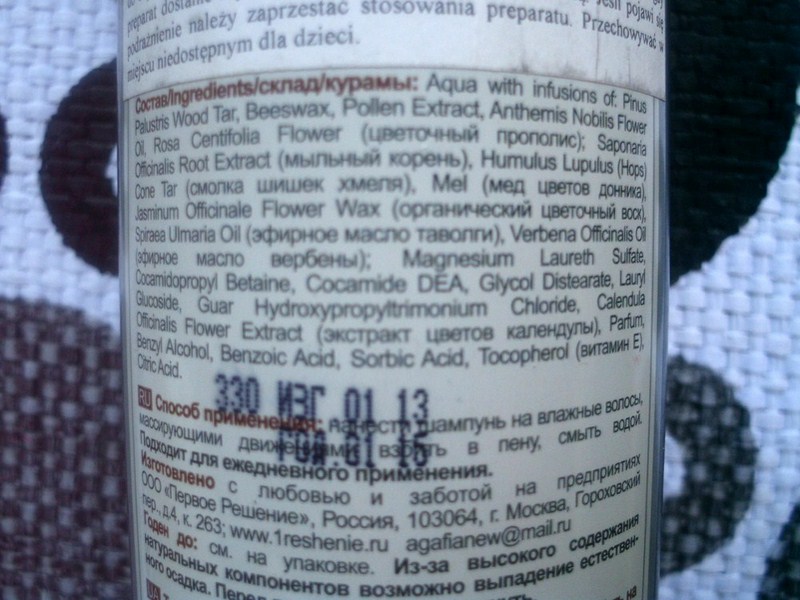 preparat
Jeśli pojawi się
podrażnienie należy zaprzestać stosowania preparatu. Przechowywać w
miejscu niedostępnym dla dzieci.
Состав/Ingredients/склад/курамы: Aqua with infusions of: Pinus
Palustris Wood Tar, Beeswax, Pollen Extract, Anthemis Nobilis Flower
Oil, Rosa Centifolia Flower (цветочный прополис); Saponaria
Officinalis Root Extract (мыльный корень), Humulus Lupulus (Hops)
Cone Tar (смолка шишек хмеля), Mel (мед цветов донника),
Jasminum Officinale Flower Wax (органический цветочный воск),
Spiraea Ulmaria Oil (эфирное масло таволги), Verbena Officinalis Oil
(эфирное масло вербены); Magnesium Laureth Sulfate,
Cocamidopropyl Betaine, Cocamide DEA, Glycol Distearate, Lauryl
Glucoside, Guar Hydroxypropyltrimonium Chloride, Calendula
Officinalis Flower Extract (экстракт цветов календулы), Parfum,
Benzyl Alcohol, Benzoic Acid, Sorbic Acid, Tocopherol (витамин Е),
Citric Acid.
330 ИЗГ 01 13
RU Способ применения: нанести шампунь на влажные волосы,
ГОД.01 16
массирующими движениями взбить в пену, смыть водой.
Подходит для ежедневного применения.
Изготовлено с любовью и заботой на предприятиях
ООО «Первое Решение», Россия, 103064, г. Москва, Гороховский
пер.,д.4, к. 263; www.1reshenie.ru agafianew@mail.ru
Годен до: см. на упаковке. Из-за высокого содержания
натуральных компонентов возможно выпадение естествен-
ного осадка.
UA